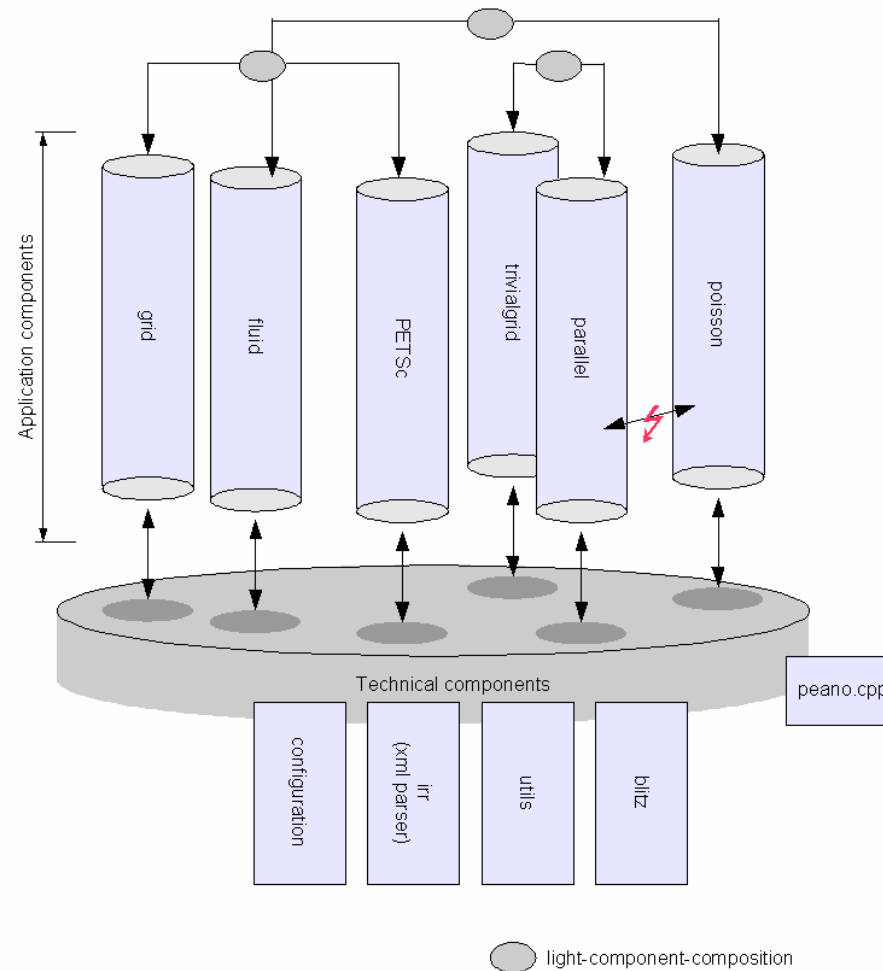 Application components
grid
fluid
PETSc
trivialgrid
parallel
poisson
Technical components
peano.cpp
configuration
irr
(xml parser)
utils
blitz
light-component-composition